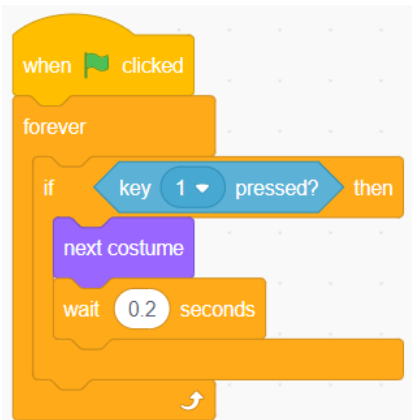 when clicked
forever
if key 1 pressed? then
next costume
wait 0.2 seconds